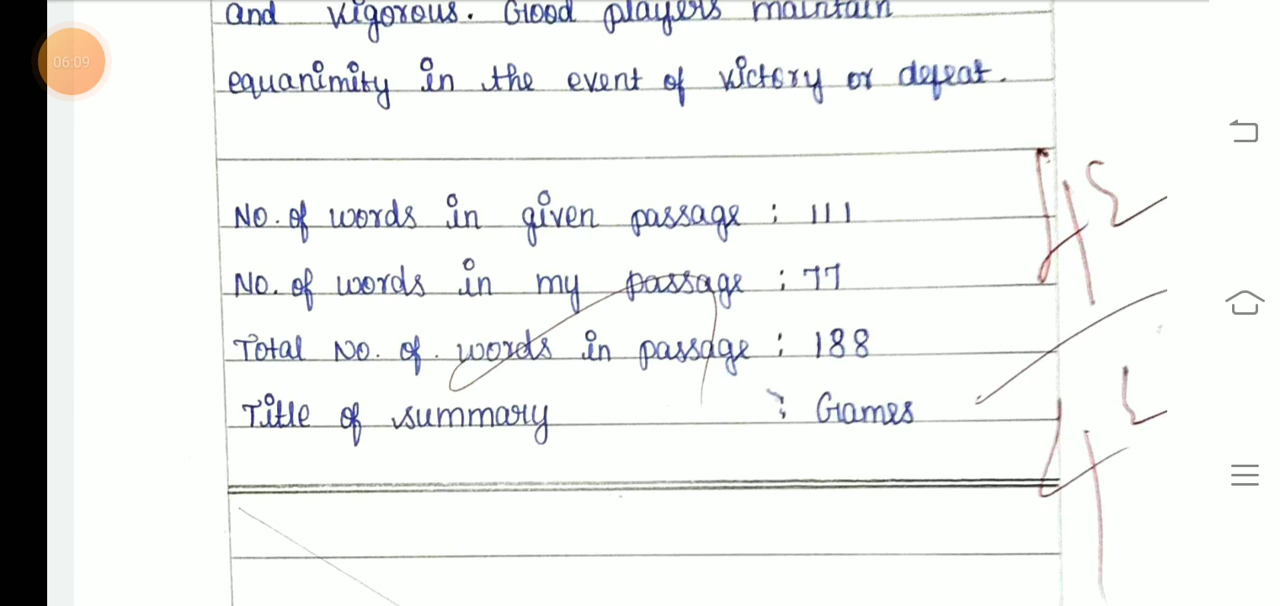 and vigorous. Good players maintain
equanimity in the event of victory or defeat.
No. of words in given passage : 111
No. of words in my passage : 77
Total No. of. words in passage : 188
Title of summary : Games
06:09